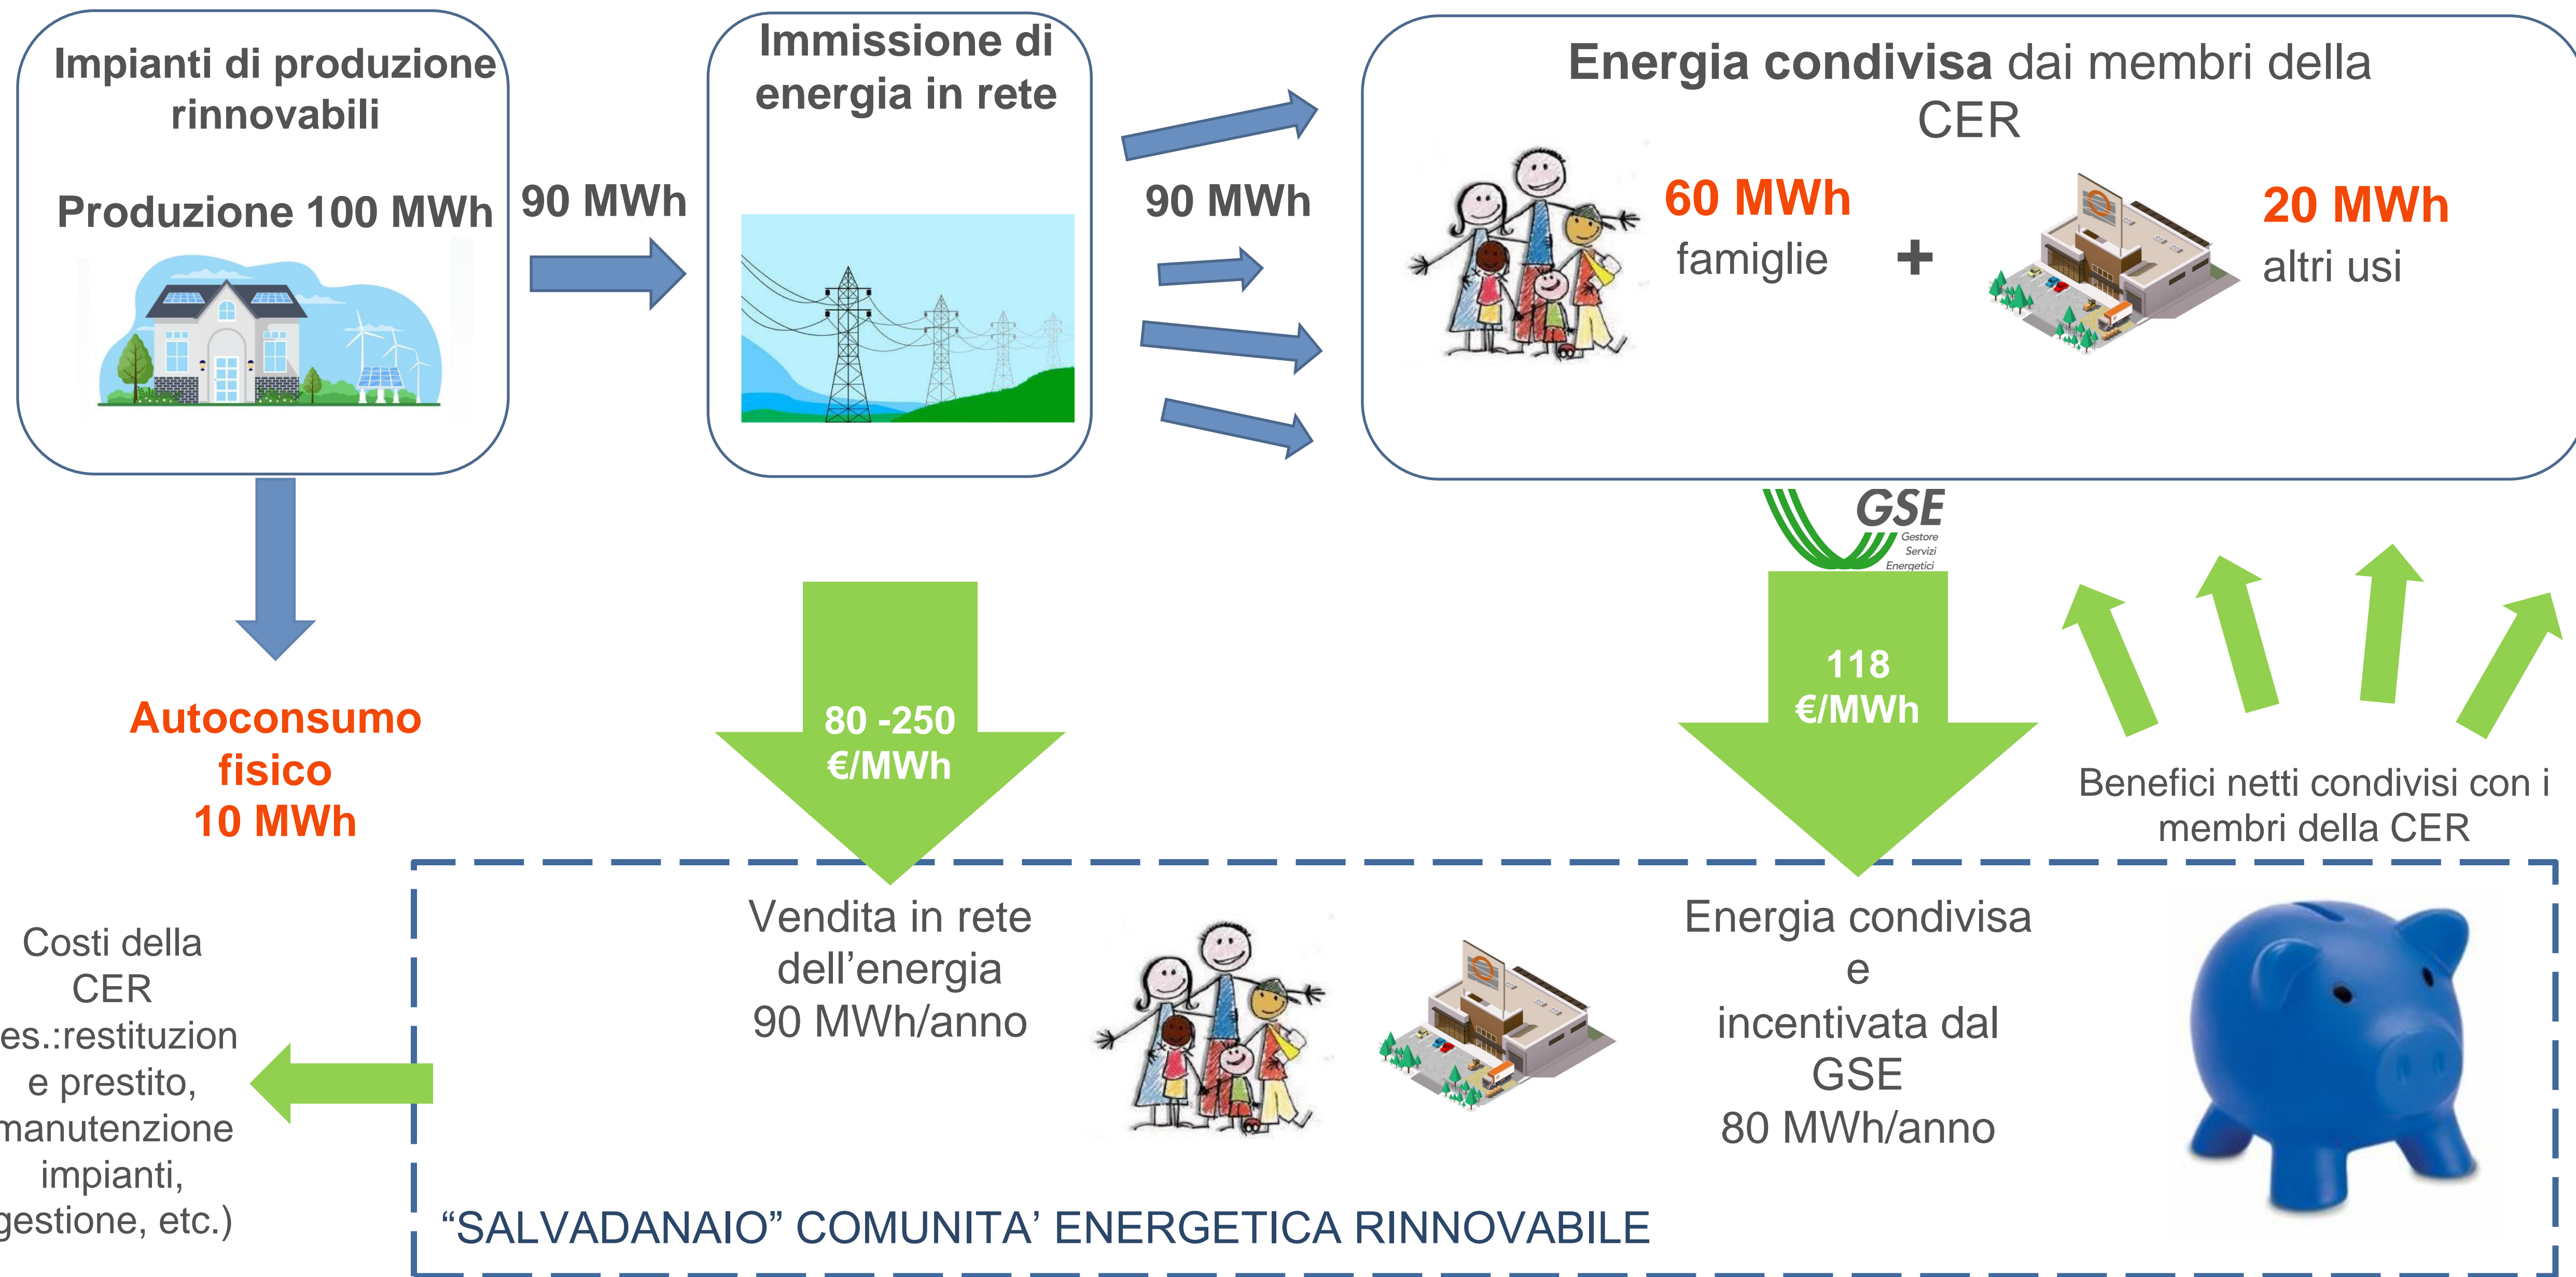 Impianti di produzione
rinnovabili
Produzione 100 MWh
90 MWh
Immissione di
energia in rete
90 MWh
Energia condivisa dai membri della
CER
60 MWh
famiglie
+
20 MWh
altri usi
GSE
Gestore
Servizi
Energetici
Autoconsumo
fisico
10 MWh
80 -250
€/MWh
118
€/MWh
Benefici netti condivisi con i
membri della CER
Costi della
CER
es.:restituzion
e prestito,
manutenzione
impianti,
gestione, etc.)
Vendita in rete
dell’energia
90 MWh/anno
Energia condivisa
e
incentivata dal
GSE
80 MWh/anno
“SALVADANAIO” COMUNITA’ ENERGETICA RINNOVABILE